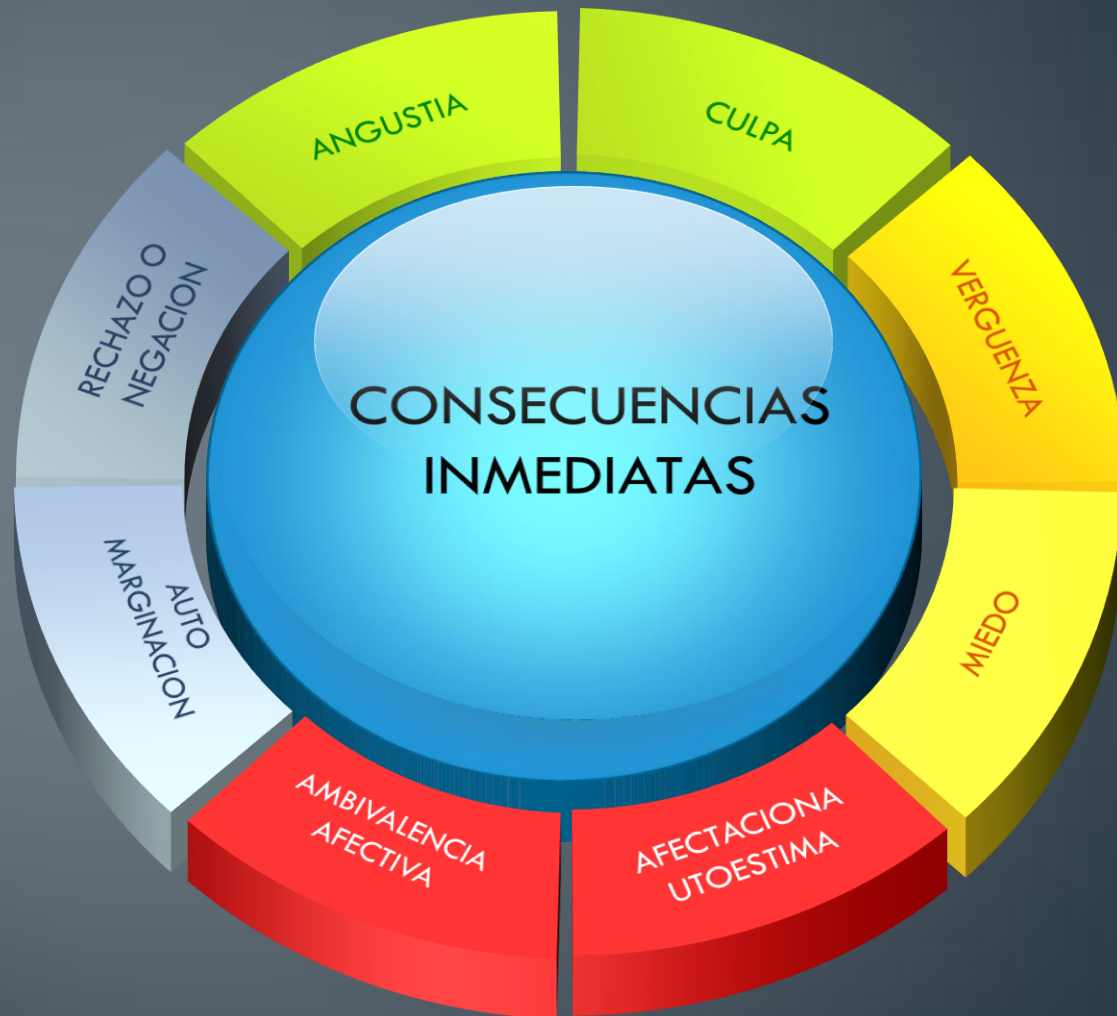 ANGUSTIA
CULPA
VERGUENZA
MIEDO
AFECTACIONA
UTOESTIMA
AMBIVALENCIA
AFECTIVA
AUTO
MARGINACION
RECHAZO O
NEGACION
CONSECUENCIAS
INMEDIATAS